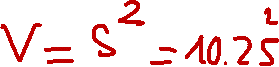 V = S² = 10.25²